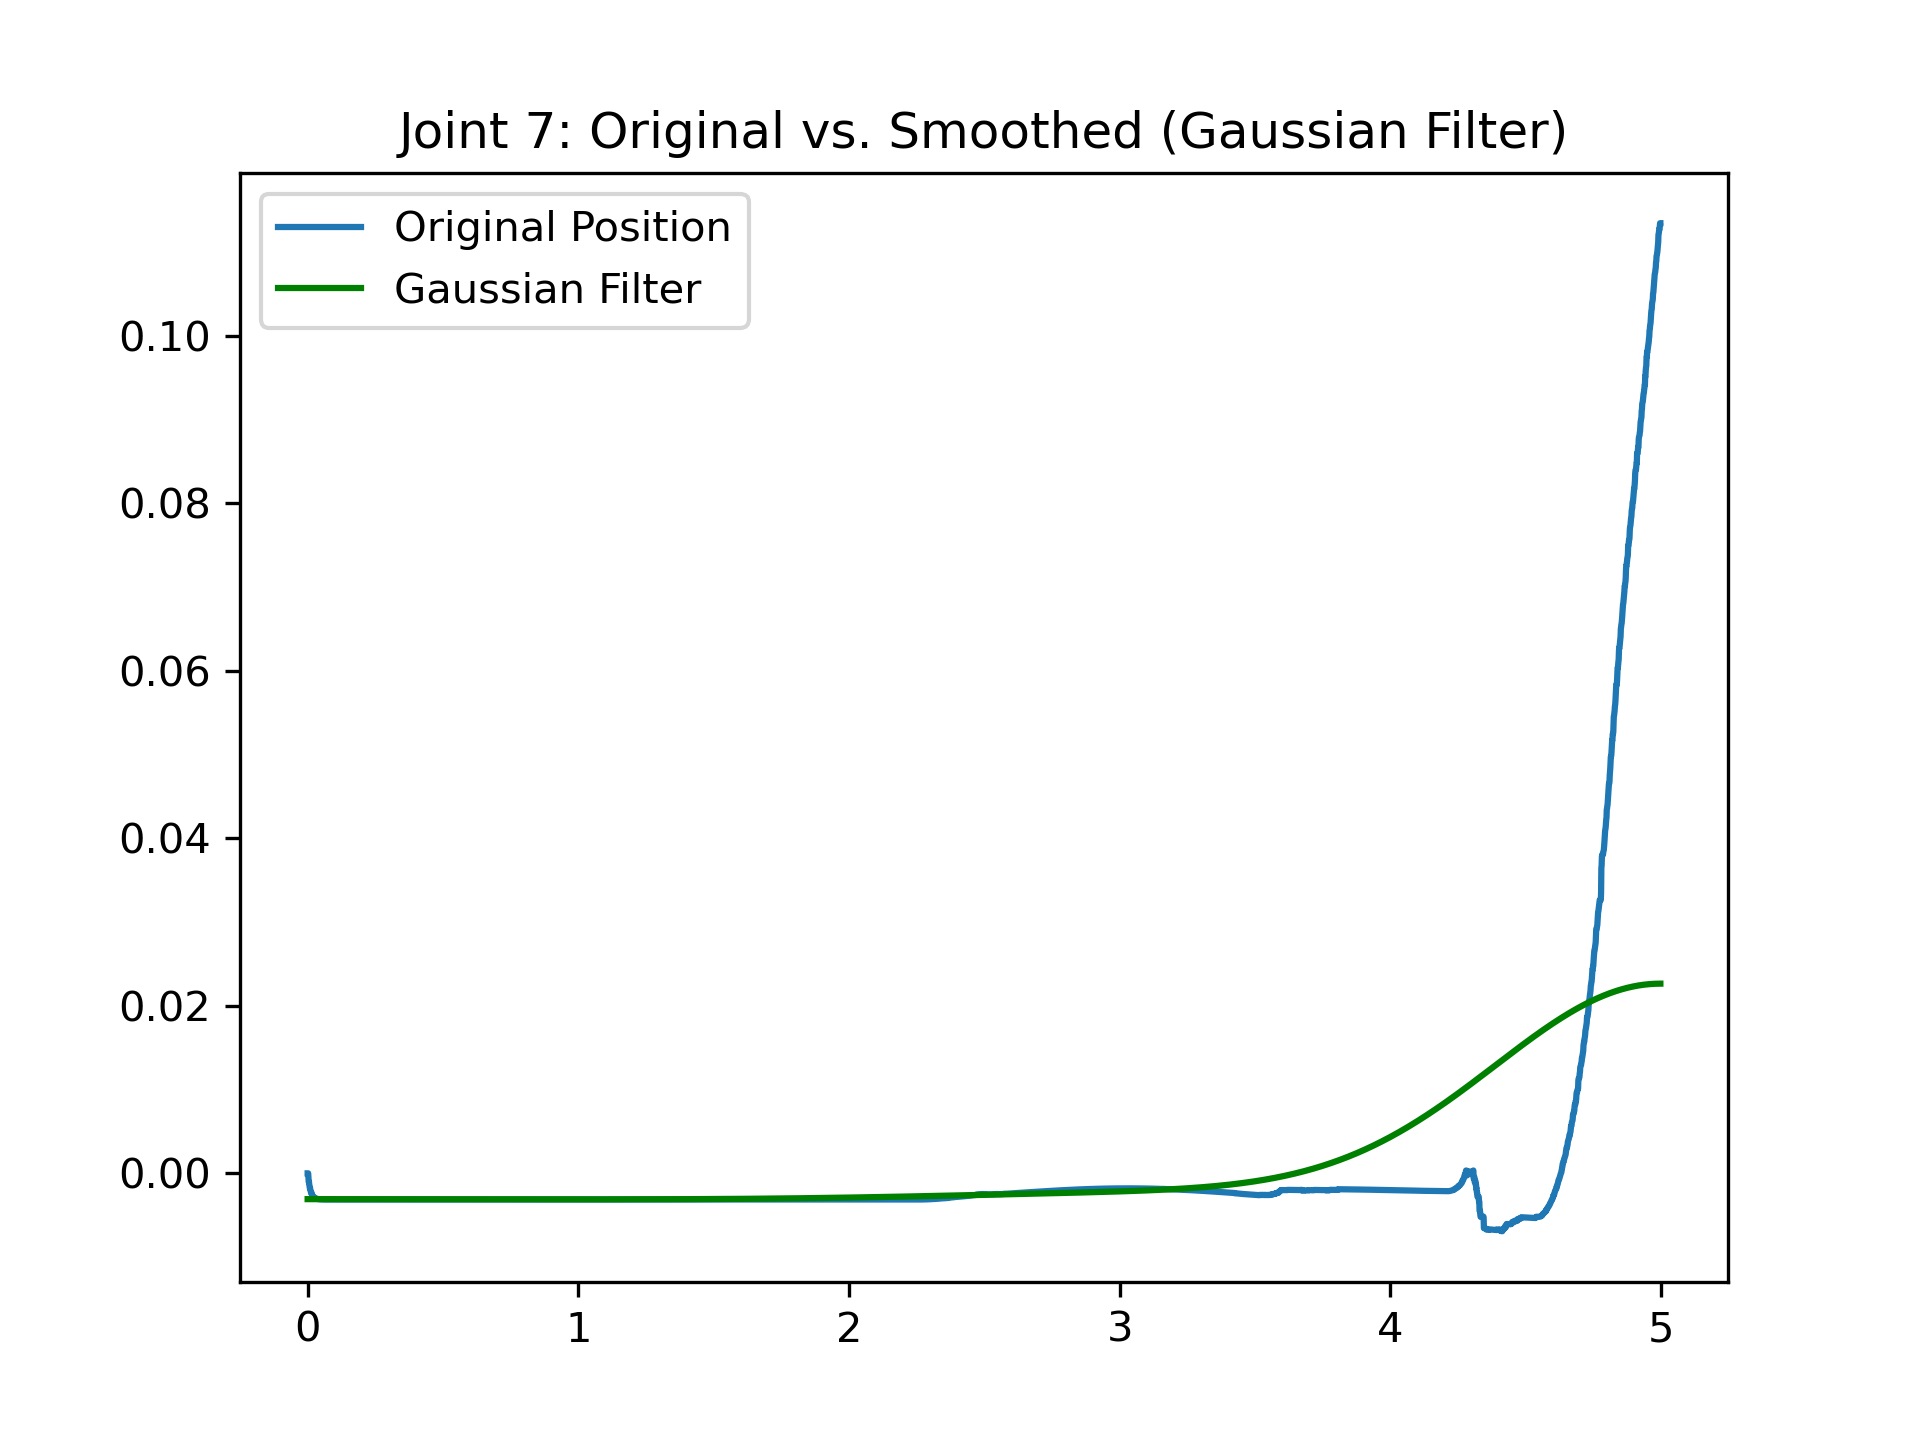 Joint 7: Original vs. Smoothed (Gaussian Filter)
Original Position
Gaussian Filter
0.10
0.08
0.06
0.04
0.02
0.00
0 1 2 3 4 5